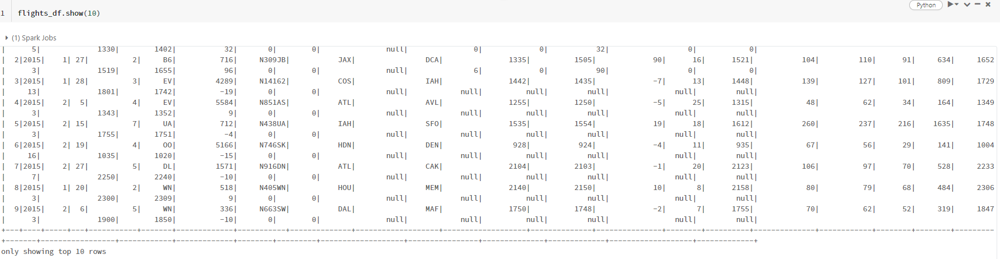 Python
1 flights_df.show(10)
(1) Spark Jobs
| 5| 1330| 1402| 32| 0| 0| null| 0| 0| 32| 0| 0|
| 2|2015| 1| 27| 2| B6| 716| N309JB| JAX| DCA| 1335| 1505| 90| 16| 1521| 104| 110| 91| 634| 1652
| 3| 1519| 1655| 96| 0| 0| null| 6| 0| 90| 0| 0|
| 3|2015| 1| 28| 3| EV| 4289| N14162| COS| IAH| 1442| 1435| -7| 13| 1448| 139| 127| 101| 809| 1729
| 13| 1801| 1742| -19| 0| 0| null| null| null| null| null| null|
| 4|2015| 2| 5| 4| EV| 5584| N851AS| ATL| AVL| 1255| 1250| -5| 25| 1315| 48| 62| 34| 164| 1349
| 3| 1343| 1352| 9| 0| 0| null| null| null| null| null| null|
| 5|2015| 2| 15| 7| UA| 712| N438UA| IAH| SFO| 1535| 1554| 19| 18| 1612| 260| 237| 216| 1635| 1748
| 3| 1755| 1751| -4| 0| 0| null| null| null| null| null| null|
| 6|2015| 2| 19| 4| OO| 5166| N746SK| HDN| DEN| 928| 924| -4| 11| 935| 67| 56| 29| 141| 1004
| 16| 1035| 1020| -15| 0| 0| null| null| null| null| null| null|
| 7|2015| 2| 27| 5| DL| 1571| N916DN| ATL| CAK| 2104| 2103| -1| 20| 2123| 106| 97| 70| 528| 2233
| 7| 2250| 2240| -10| 0| 0| null| null| null| null| null| null|
| 8|2015| 1| 20| 2| WN| 518| N405WN| HOU| MEM| 2140| 2150| 10| 8| 2158| 80| 79| 68| 484| 2306
| 3| 2300| 2309| 9| 0| 0| null| null| null| null| null| null|
| 9|2015| 2| 6| 5| WN| 336| N663SW| DAL| MAF| 1750| 1748| -2| 7| 1755| 70| 62| 52| 319| 1847
| 3| 1900| 1850| -10| 0| 0| null| null| null| null| null| null|
only showing top 10 rows